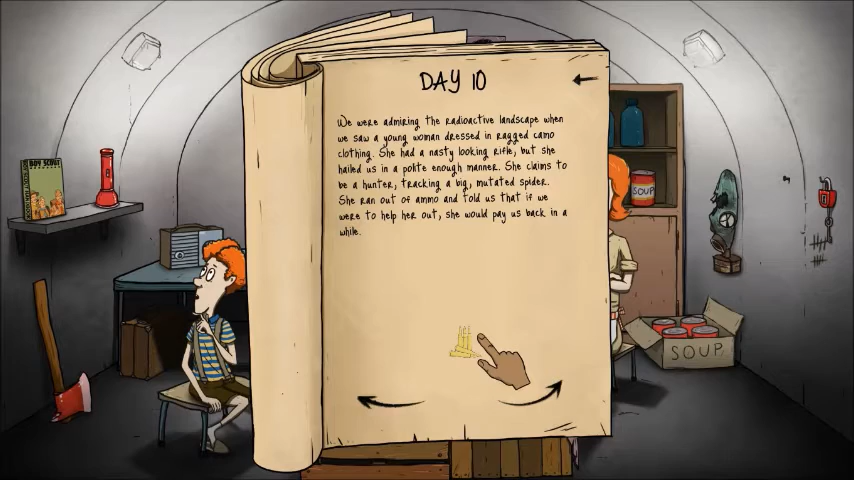 DAY 10
We were admiring the radioactive landscape when
we saw a young woman dressed in ragged camo
clothing. She had a nasty looking rifle, but she
hailed us in a polite enough manner. She claims to
be a hunter, tracking a big, mutated spider.
She ran out of ammo and told us that if we
were to help her out, she would pay us back in a
while.
BOY SCOUT
SOUP
SOUP